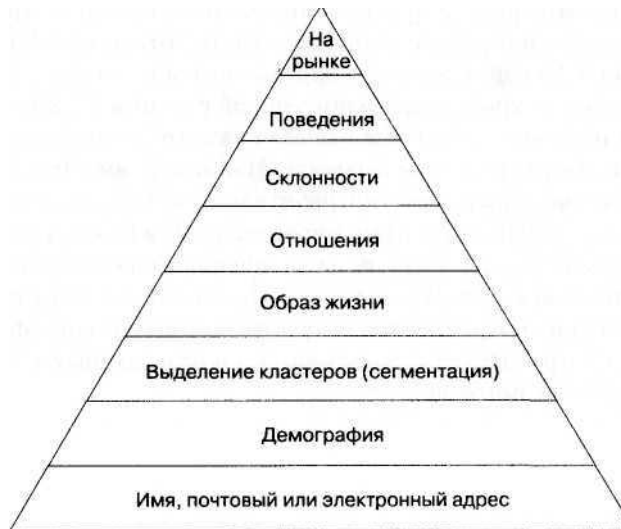 На
рынке
Поведения
Склонности
Отношения
Образ жизни
Выделение кластеров (сегментация)
Демография
Имя, почтовый или электронный адрес